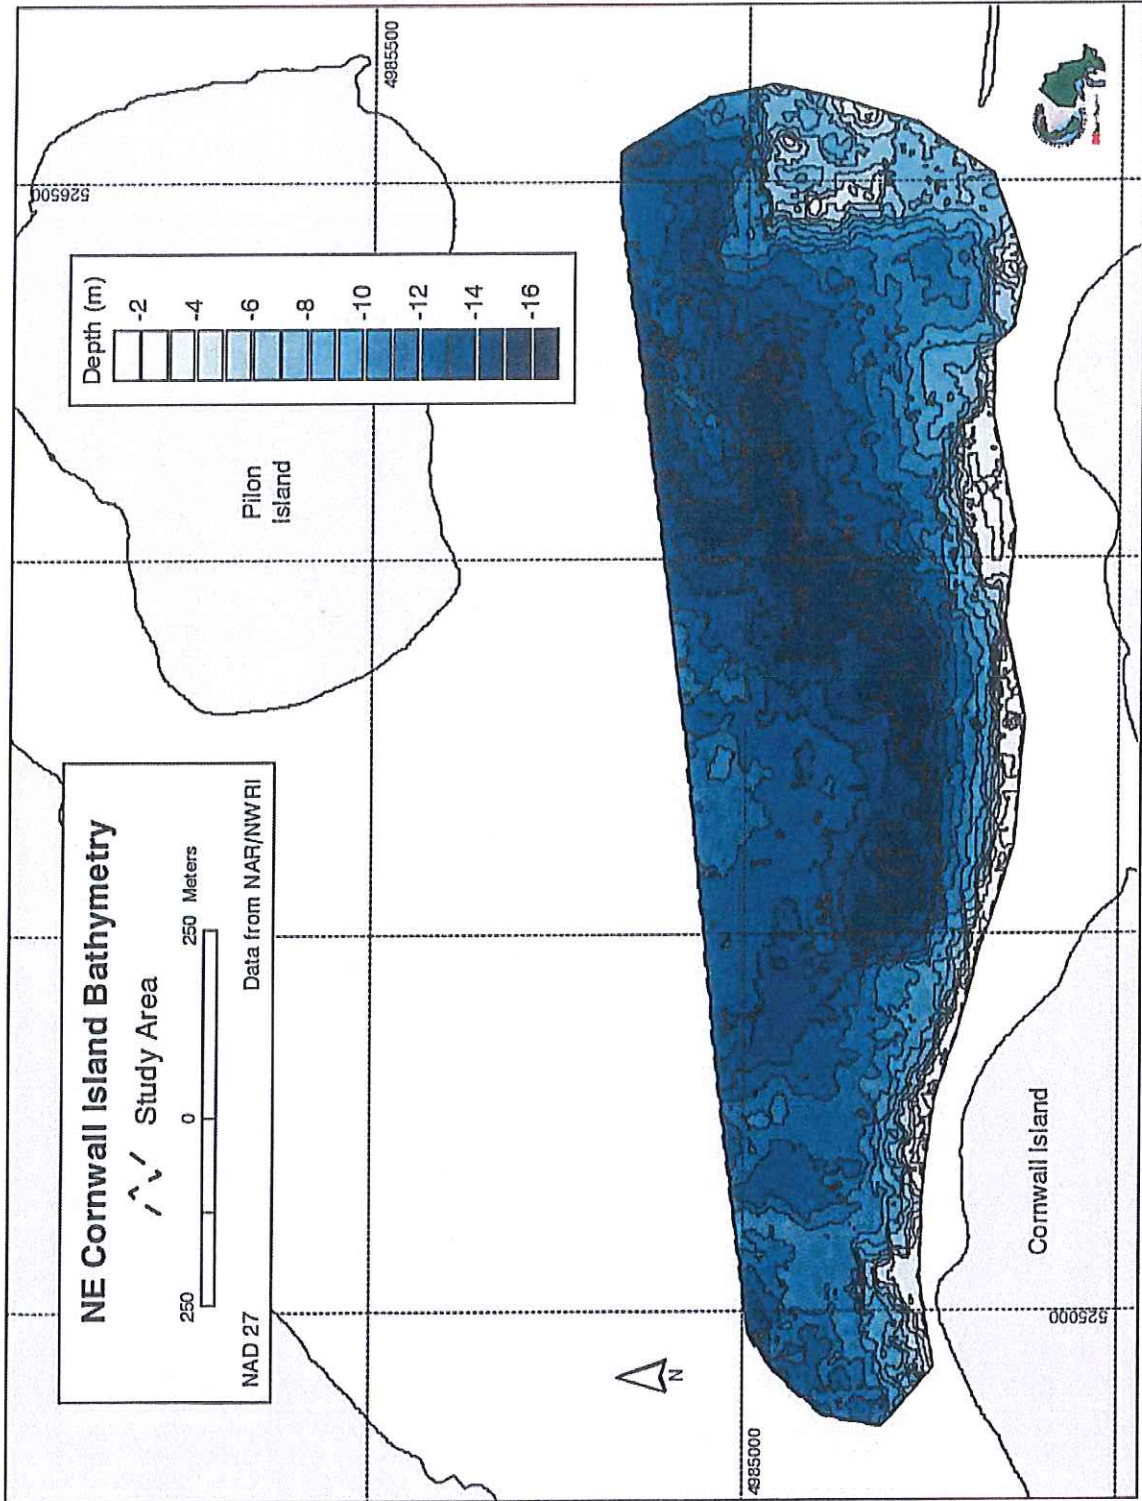 NE Cornwall Island Bathymetry
Study Area
250 0 250 Meters
NAD 27 Data from NAR/NWRI
Pilon
Island
Depth (m)
-2
-4
-6
-8
-10
-12
-14
-16
4985500
526500
4985000
525000
Cornwall Island
N